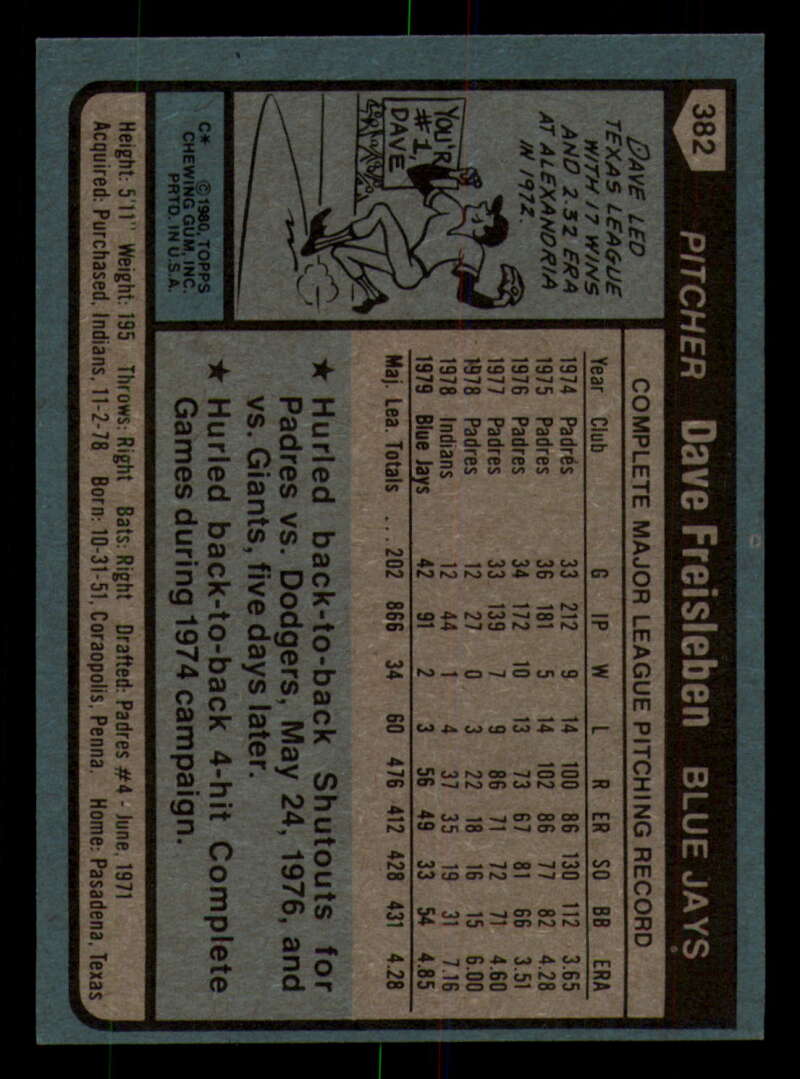 382
PITCHER Dave Freisleben BLUE JAYS
DAVE LED
TEXAS LEAGUE
WITH 17 WINS
AND 2.32 ERA
AT ALEXANDRIA
IN 1972.
YOU'R
#1,
DAVE
C* © 1980, TOPPS
CHEWING GUM, INC.
PRTD. IN U.S.A.
COMPLETE MAJOR LEAGUE PITCHING RECORD
Year Club G IP W L R ER SO BB ERA
1974 Padres 33 212 9 14 100 86 130 112 3.65
1975 Padres 36 181 5 14 102 86 77 82 4.28
1976 Padres 34 172 10 13 73 67 81 66 3.51
1977 Padres 33 139 7 9 86 71 72 71 4.60
1978 Padres 12 27 0 3 22 18 16 15 6.00
1978 Indians 12 44 1 4 37 35 19 31 7.16
1979 Blue Jays 42 91 2 3 56 49 33 54 4.85
Maj. Lea. Totals ... 202 866 34 60 476 412 428 431 4.28
★ Hurled back-to-back Shutouts for
Padres vs. Dodgers, May 24, 1976, and
vs. Giants, five days later.
★ Hurled back-to-back 4-hit Complete
Games during 1974 campaign.
Height: 5'11" Weight: 195 Throws: Right Bats: Right Drafted: Padres #4 - June, 1971
Acquired: Purchased, Indians, 11-2-78 Born: 10-31-51, Coraopolis, Penna. Home: Pasadena, Texas